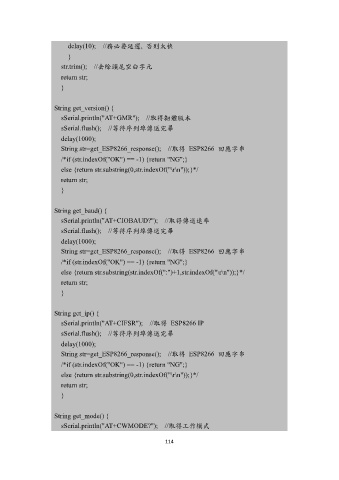 delay(10); //務必要延遲, 否則太快
}
str.trim(); //去除頭尾空白字元
return str;
}
String get_version() {
sSerial.println("AT+GMR"); //取得韌體版本
sSerial.flush(); //等待序列埠傳送完畢
delay(1000);
String str=get_ESP8266_response(); //取得 ESP8266 回應字串
/*if (str.indexOf("OK") == -1) {return "NG";}
else {return str.substring(0,str.indexOf("\r\n"));}*/
return str;
}
String get_baud() {
sSerial.println("AT+CIOBAUD?"); //取得傳送速率
sSerial.flush(); //等待序列埠傳送完畢
delay(1000);
String str=get_ESP8266_response(); //取得 ESP8266 回應字串
/*if (str.indexOf("OK") == -1) {return "NG";}
else {return str.substring(str.indexOf(":")+1,str.indexOf("\r\n"));}*/
return str;
}
String get_ip() {
sSerial.println("AT+CIFSR"); //取得 ESP8266 IP
sSerial.flush(); //等待序列埠傳送完畢
delay(1000);
String str=get_ESP8266_response(); //取得 ESP8266 回應字串
/*if (str.indexOf("OK") == -1) {return "NG";}
else {return str.substring(0,str.indexOf("\r\n"));}*/
return str;
}
String get_mode() {
sSerial.println("AT+CWMODE?"); //取得工作模式
114